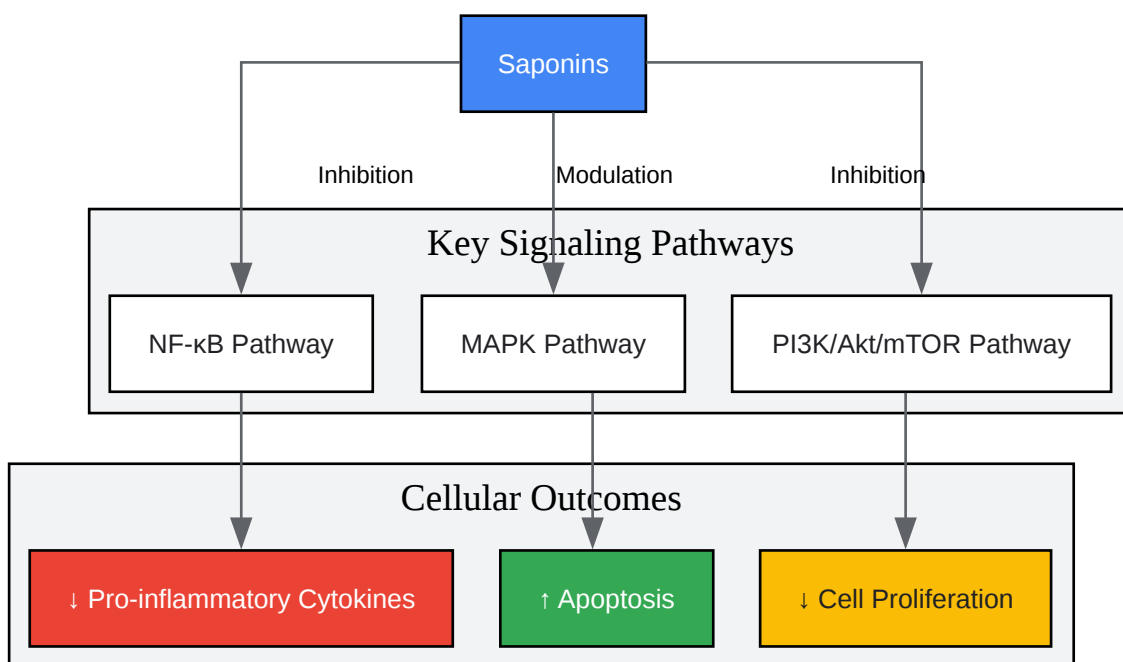 Saponins
Inhibition
Modulation
Inhibition
Key Signaling Pathways
NF-κB Pathway
MAPK Pathway
PI3K/Akt/mTOR Pathway
Cellular Outcomes
↓ Pro-inflammatory Cytokines
↑ Apoptosis
↓ Cell Proliferation